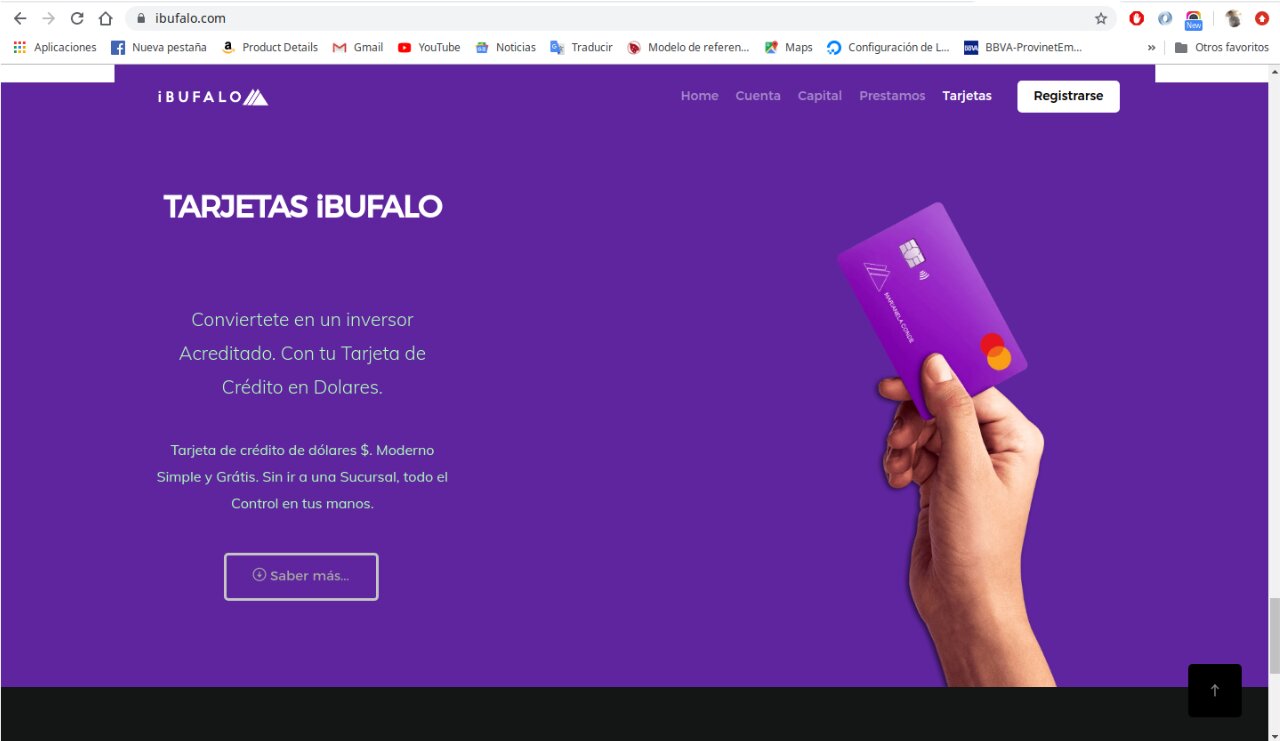 ibufalo.com
Aplicaciones Nueva pestaña Product Details Gmail YouTube Noticias Traducir Modelo de referen... Maps Configuración de L... BBVA-ProvinetEm... » Otros favoritos
New
iBUFALO Home Cuenta Capital Prestamos Tarjetas Registrarse
TARJETAS iBUFALO
Conviertete en un inversor
Acreditado. Con tu Tarjeta de
Crédito en Dolares.
Tarjeta de crédito de dólares $. Moderno
Simple y Grátis. Sin ir a una Sucursal, todo el
Control en tus manos.
Saber más...
MARIANELA CONDE